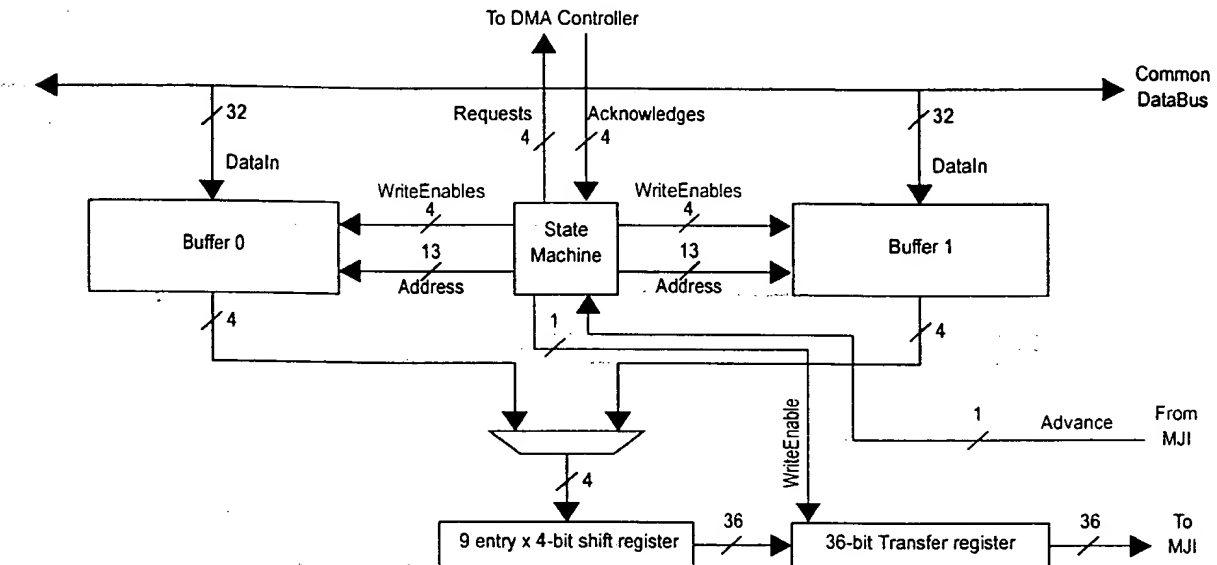 To DMA Controller
Common
DataBus
32
Requests
Acknowledges
32
4
4
DataIn
DataIn
WriteEnables
WriteEnables
4
4
Buffer 0
State
Machine
Buffer 1
13
13
Address
Address
4
1
4
WriteEnable
1
Advance
From
MJI
4
9 entry x 4-bit shift register
36
36-bit Transfer register
36
To
MJI